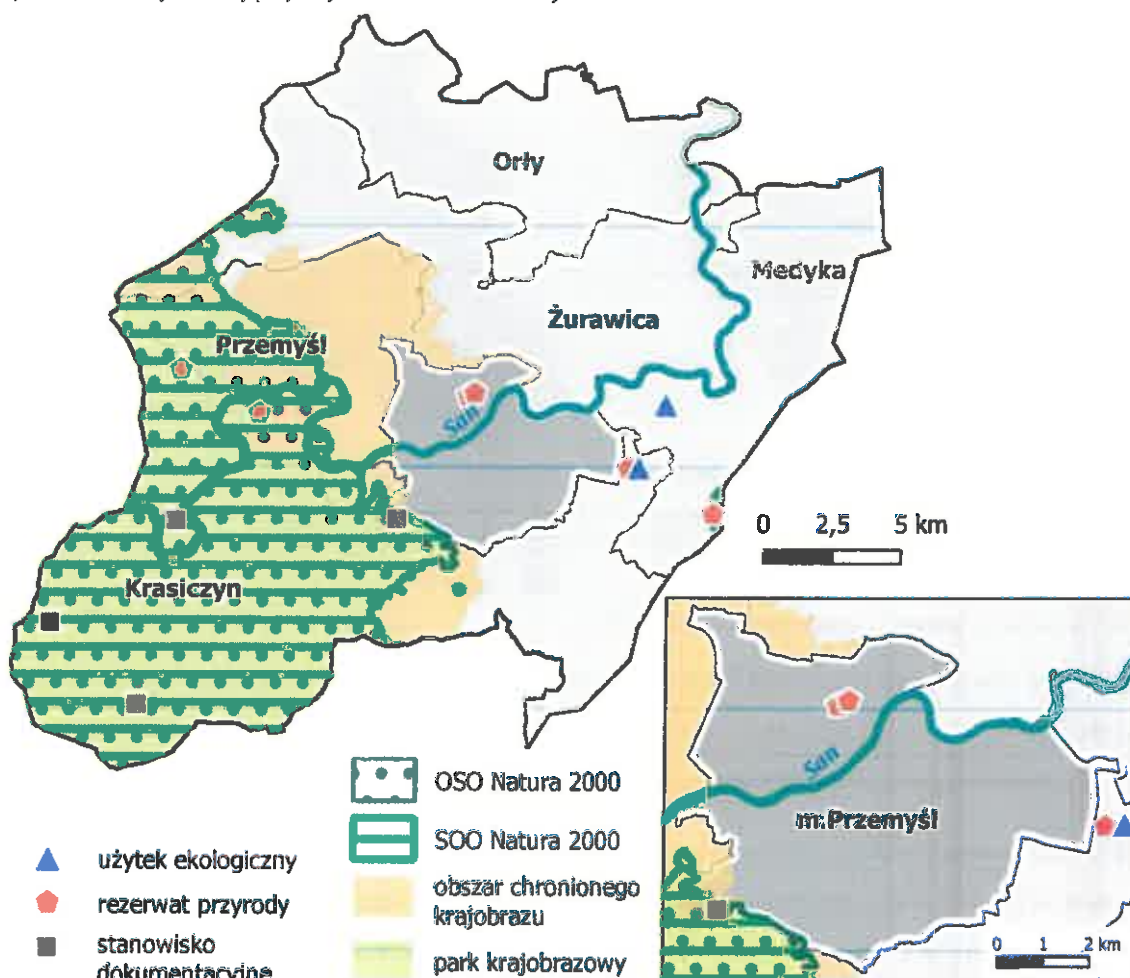 Orły
Medyka
Żurawica
Przemyśl
San
0 2,5 5 km
Krasiczyn
OSO Natura 2000
SOO Natura 2000
San
m.Przemyśl
użytek ekologiczny
rezerwat przyrody
stanowisko
dokumentacyjne
obszar chronionego
krajobrazu
park krajobrazowy
0 1 2 km